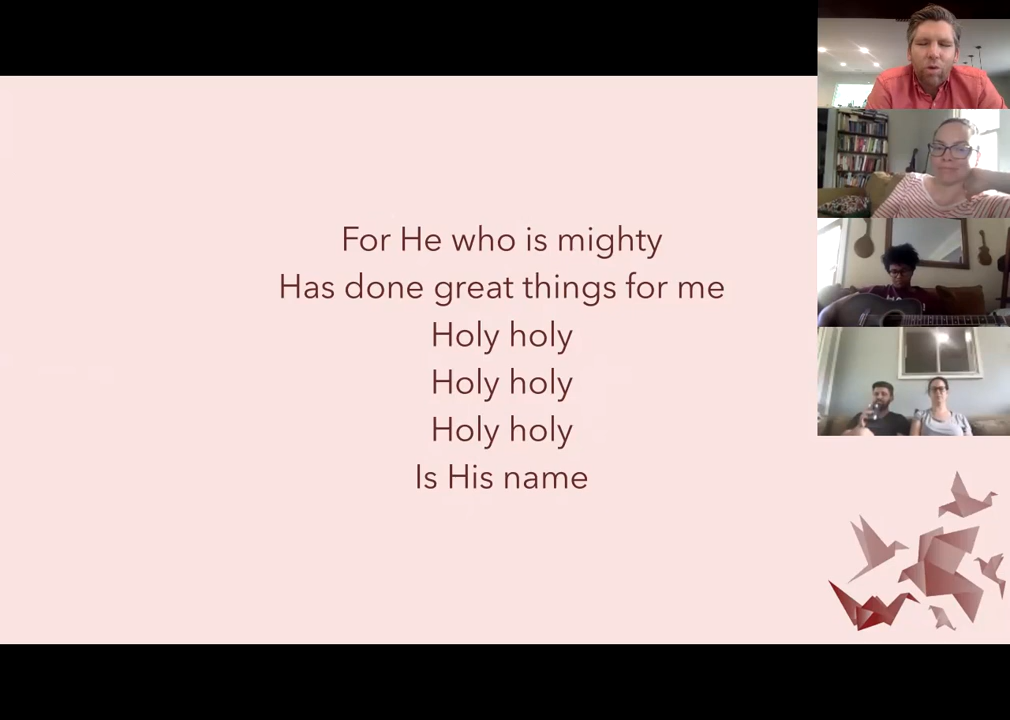 For He who is mighty
Has done great things for me
Holy holy
Holy holy
Holy holy
Is His name